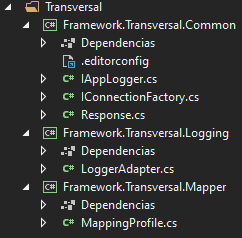 Transversal
C# Framework.Transversal.Common
Dependencias
.editorconfig
C# IAppLogger.cs
C# IConnectionFactory.cs
C# Response.cs
C# Framework.Transversal.Logging
Dependencias
C# LoggerAdapter.cs
C# Framework.Transversal.Mapper
Dependencias
C# MappingProfile.cs